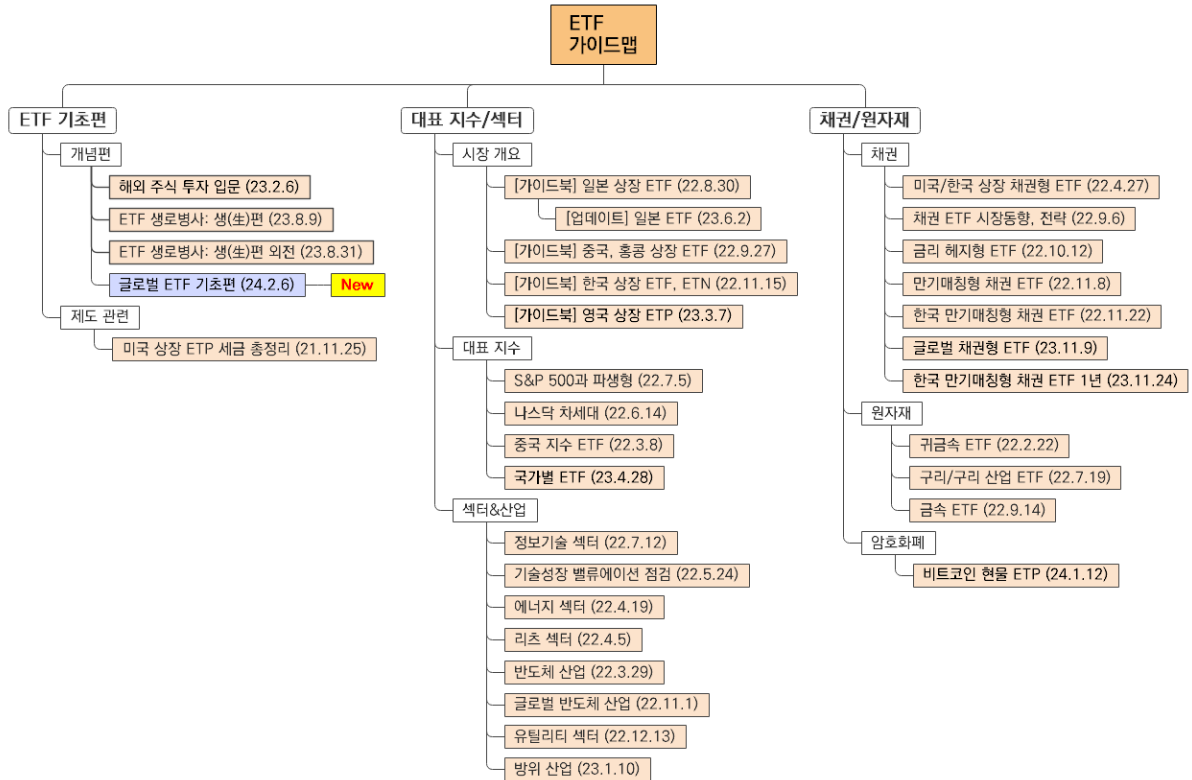 ETF
가이드맵
ETF 기초편
개념편
해외 주식 투자 입문 (23.2.6)
ETF 생로병사: 생(生)편 (23.8.9)
ETF 생로병사: 생(生)편 외전 (23.8.31)
글로벌 ETF 기초편 (24.2.6)
New
제도 관련
미국 상장 ETP 세금 총정리 (21.11.25)
대표 지수/섹터
시장 개요
[가이드북] 일본 상장 ETF (22.8.30)
[업데이트] 일본 ETF (23.6.2)
[가이드북] 중국, 홍콩 상장 ETF (22.9.27)
[가이드북] 한국 상장 ETF, ETN (22.11.15)
[가이드북] 영국 상장 ETP (23.3.7)
대표 지수
S&P 500과 파생형 (22.7.5)
나스닥 차세대 (22.6.14)
중국 지수 ETF (22.3.8)
국가별 ETF (23.4.28)
섹터&산업
정보기술 섹터 (22.7.12)
기술성장 밸류에이션 점검 (22.5.24)
에너지 섹터 (22.4.19)
리츠 섹터 (22.4.5)
반도체 산업 (22.3.29)
글로벌 반도체 산업 (22.11.1)
유틸리티 섹터 (22.12.13)
방위 산업 (23.1.10)
채권/원자재
채권
미국/한국 상장 채권형 ETF (22.4.27)
채권 ETF 시장동향, 전략 (22.9.6)
금리 헤지형 ETF (22.10.12)
만기매칭형 채권 ETF (22.11.8)
한국 만기매칭형 채권 ETF (22.11.22)
글로벌 채권형 ETF (23.11.9)
한국 만기매칭형 채권 ETF 1년 (23.11.24)
원자재
귀금속 ETF (22.2.22)
구리/구리 산업 ETF (22.7.19)
금속 ETF (22.9.14)
암호화폐
비트코인 현물 ETP (24.1.12)